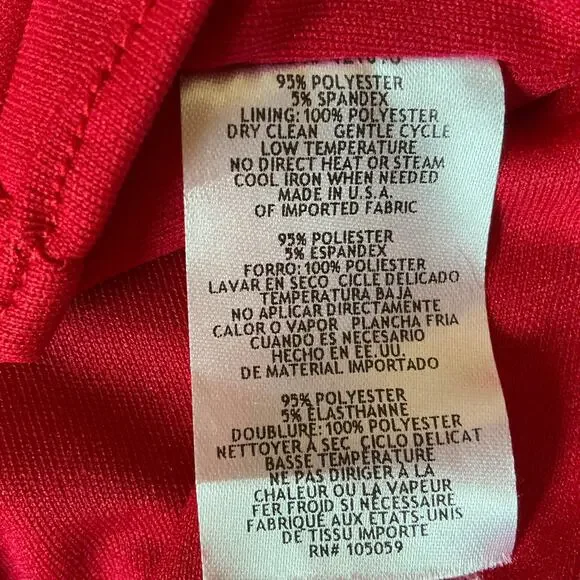 95% POLYESTER
5% SPANDEX
LINING: 100% POLYESTER
DRY CLEAN GENTLE CYCLE
LOW TEMPERATURE
NO DIRECT HEAT OR STEAM
COOL IRON WHEN NEEDED
MADE IN U.S.A.
OF IMPORTED FABRIC
95% POLIESTER
5% ESPANDEX
FORRO: 100% POLIESTER
LAVAR EN SECO CICLE DELICADO
TEMPERATURA BAJA
NO APLICAR DIRECTAMENTE
CALOR O VAPOR PLANCHA FRIA
CUANDO ES NECESARIO
HECHO EN EE.UU.
DE MATERIAL IMPORTADO
95% POLYESTER
5% ELASTHANNE
DOUBLURE: 100% POLYESTER
NETTOYER À SEC CICLO DELICAT
BASSE TEMPÉRATURE
NE PAS DIRIGER À LA
CHALEUR OU LA VAPEUR
FER FROID SI NÉCESSAIRE
FABRIQUÉ AUX ÉTATS-UNIS
DE TISSU IMPORTE
RN# 105059